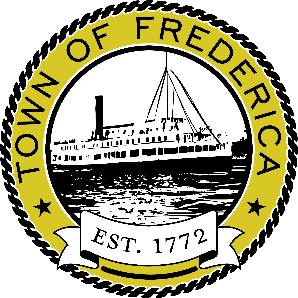 TOWN OF FREDERICA
EST. 1772